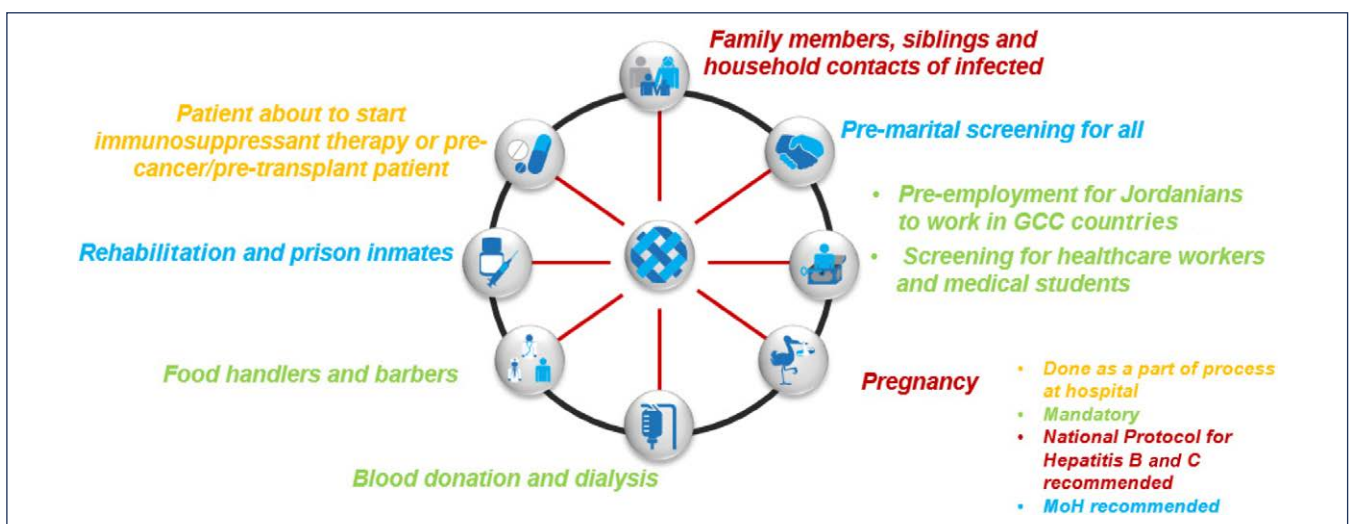 Family members, siblings and
household contacts of infected
Patient about to start
immunosuppressant therapy or pre-
cancer/pre-transplant patient
Pre-marital screening for all
• Pre-employment for Jordanians
to work in GCC countries
• Screening for healthcare workers
and medical students
Rehabilitation and prison inmates
Food handlers and barbers
Pregnancy
Blood donation and dialysis
• Done as a part of process
at hospital
• Mandatory
• National Protocol for
Hepatitis B and C
recommended
• MoH recommended